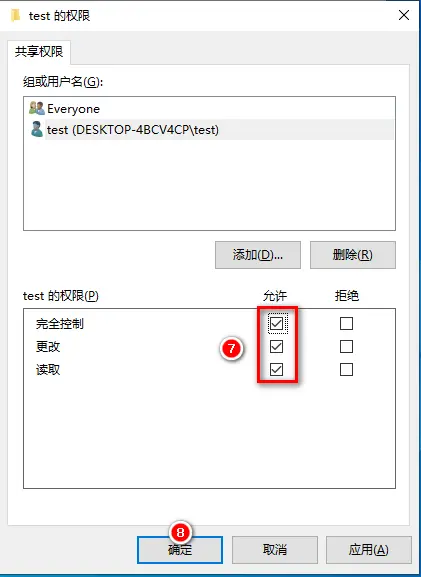 test 的权限
共享权限
组或用户名(G):
Everyone
test (DESKTOP-4BCV4CP\test)
添加(D)... 删除(R)
test 的权限(P) 允许 拒绝
完全控制
更改
7
读取
8
确定 取消 应用(A)